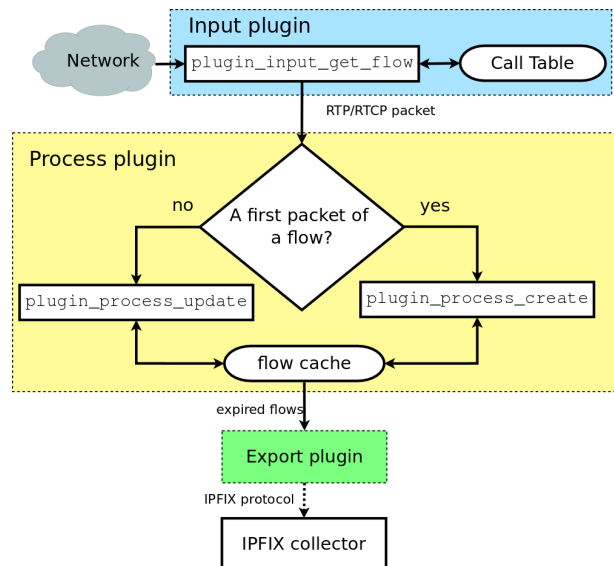 Input plugin
Network
plugin_input_get_flow
Call Table
RTP/RTCP packet
Process plugin
no
A first packet of
a flow?
yes
plugin_process_update
plugin_process_create
flow cache
expired flows
Export plugin
IPFIX protocol
IPFIX collector